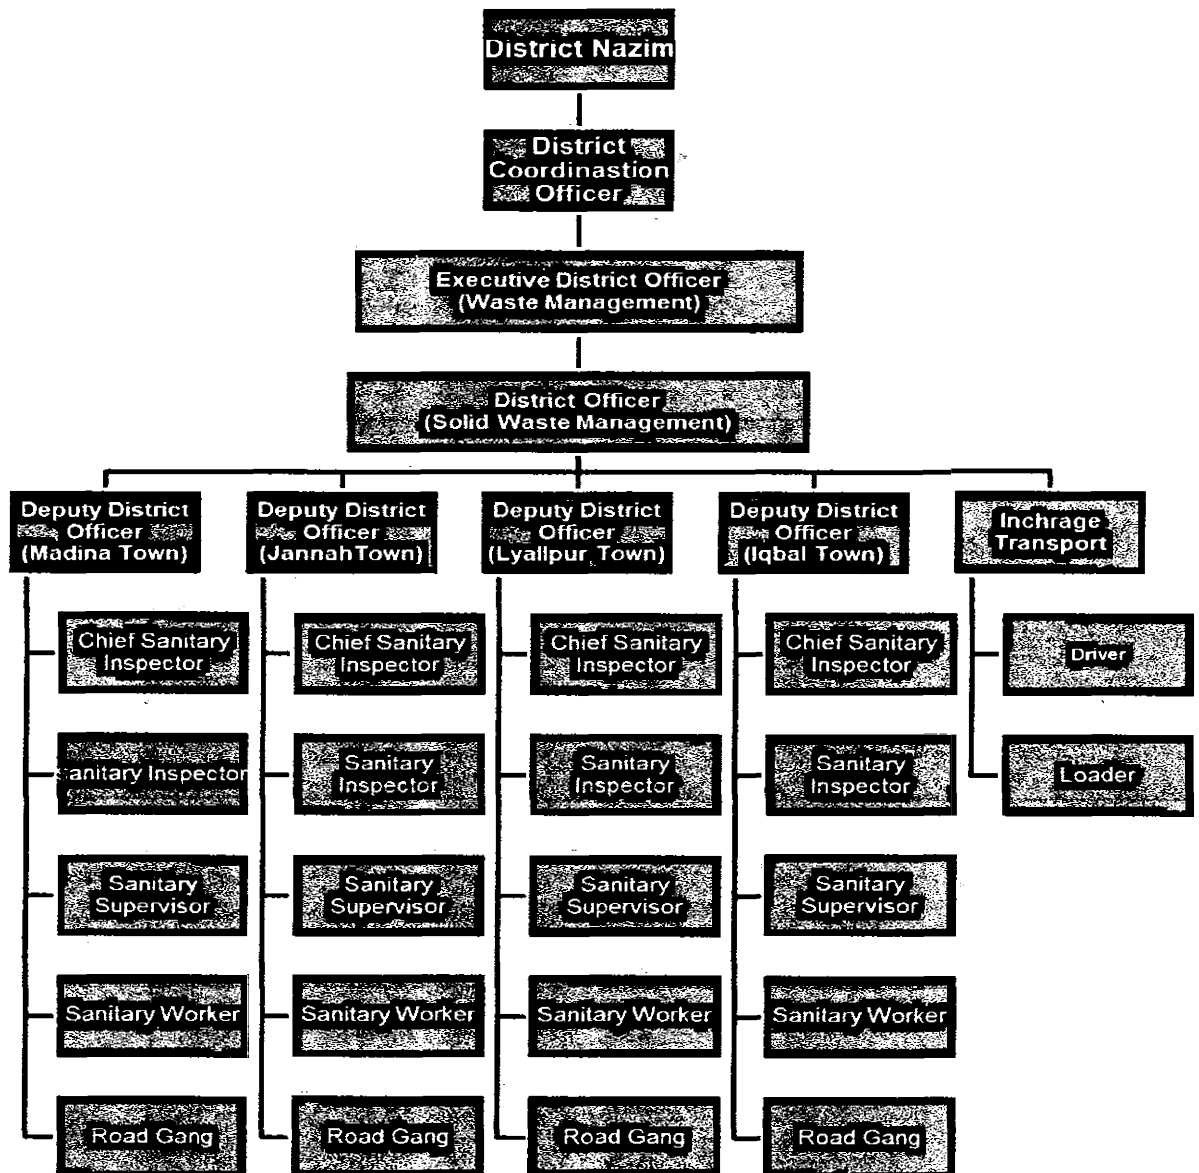 District Nazim
District
Coordinastion
Officer
Executive District Officer
(Waste Management)
District Officer
(Solid Waste Management)
Deputy District
Officer
(Madina Town)
Deputy District
Officer
(Jannah Town)
Deputy District
Officer
(Lyallpur Town)
Deputy District
Officer
(Iqbal Town)
Inchrage
Transport
Chief Sanitary
Inspector
Chief Sanitary
Inspector
Chief Sanitary
Inspector
Chief Sanitary
Inspector
Driver
Sanitary Inspector
Sanitary
Inspector
Sanitary
Inspector
Sanitary
Inspector
Loader
Sanitary
Supervisor
Sanitary
Supervisor
Sanitary
Supervisor
Sanitary
Supervisor
Sanitary Worker
Sanitary Worker
Sanitary Worker
Sanitary Worker
Road Gang
Road Gang
Road Gang
Road Gang